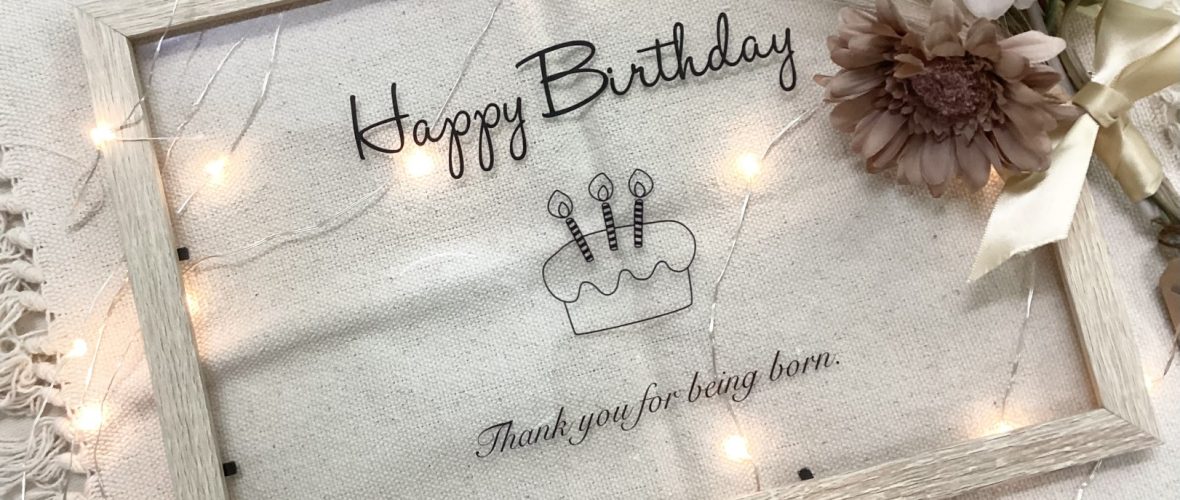 Happy Birthday
Thank you for being born.